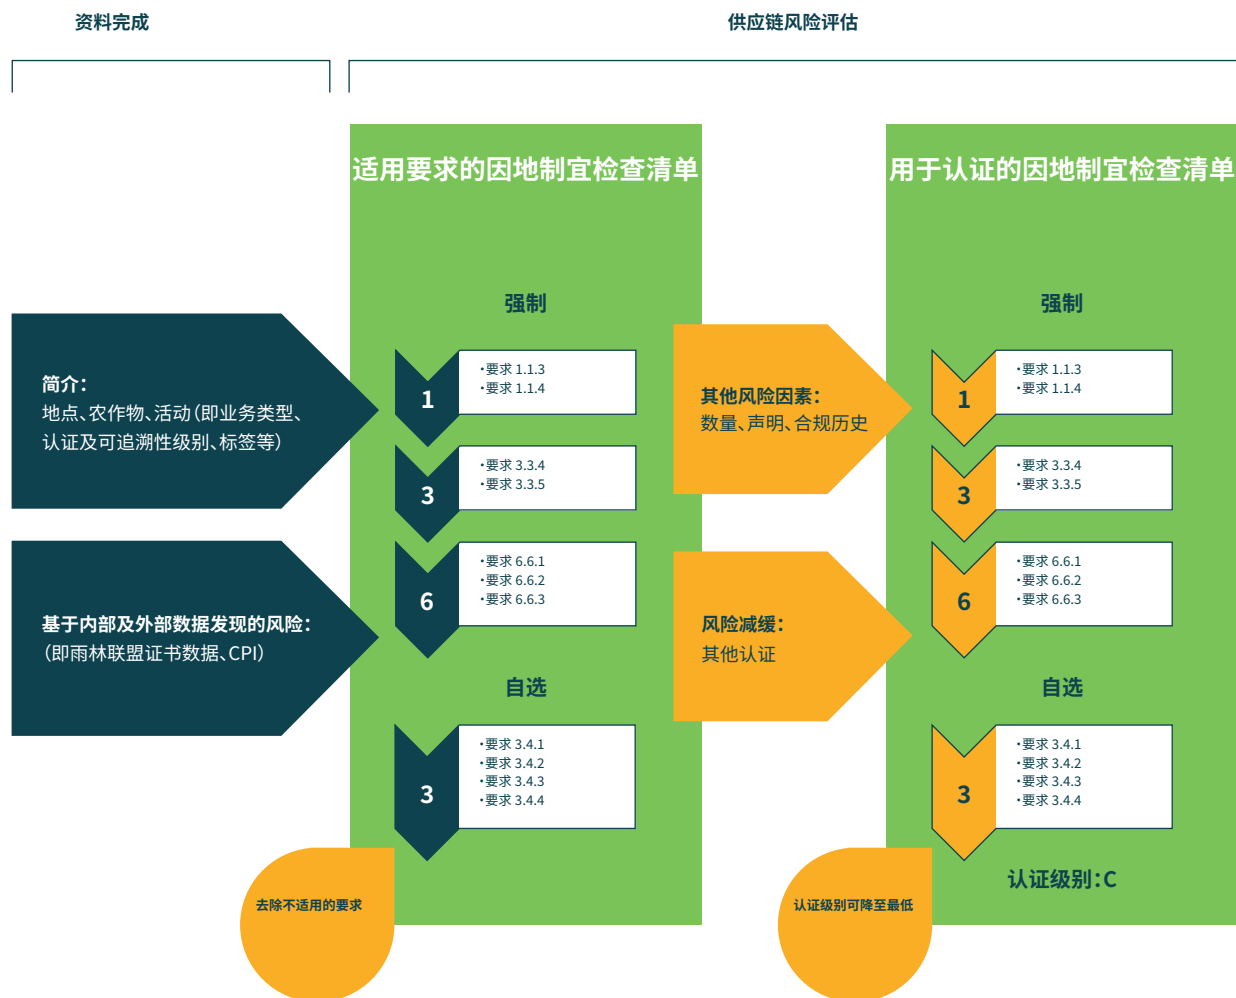 资料完成
供应链风险评估
适用要求的因地制宜检查清单
用于认证的因地制宜检查清单
简介：
地点、农作物、活动（即业务类型、
认证及可追溯性级别、标签等）
基于内部及外部数据发现的风险：
（即雨林联盟证书数据、CPI）
强制
1
·要求 1.1.3
·要求 1.1.4
3
·要求 3.3.4
·要求 3.3.5
6
·要求 6.6.1
·要求 6.6.2
·要求 6.6.3
自选
3
·要求 3.4.1
·要求 3.4.2
·要求 3.4.3
·要求 3.4.4
去除不适用的要求
其他风险因素：
数量、声明、合规历史
风险减缓：
其他认证
强制
1
·要求 1.1.3
·要求 1.1.4
3
·要求 3.3.4
·要求 3.3.5
6
·要求 6.6.1
·要求 6.6.2
·要求 6.6.3
自选
3
·要求 3.4.1
·要求 3.4.2
·要求 3.4.3
·要求 3.4.4
认证级别：C
认证级别可降至最低